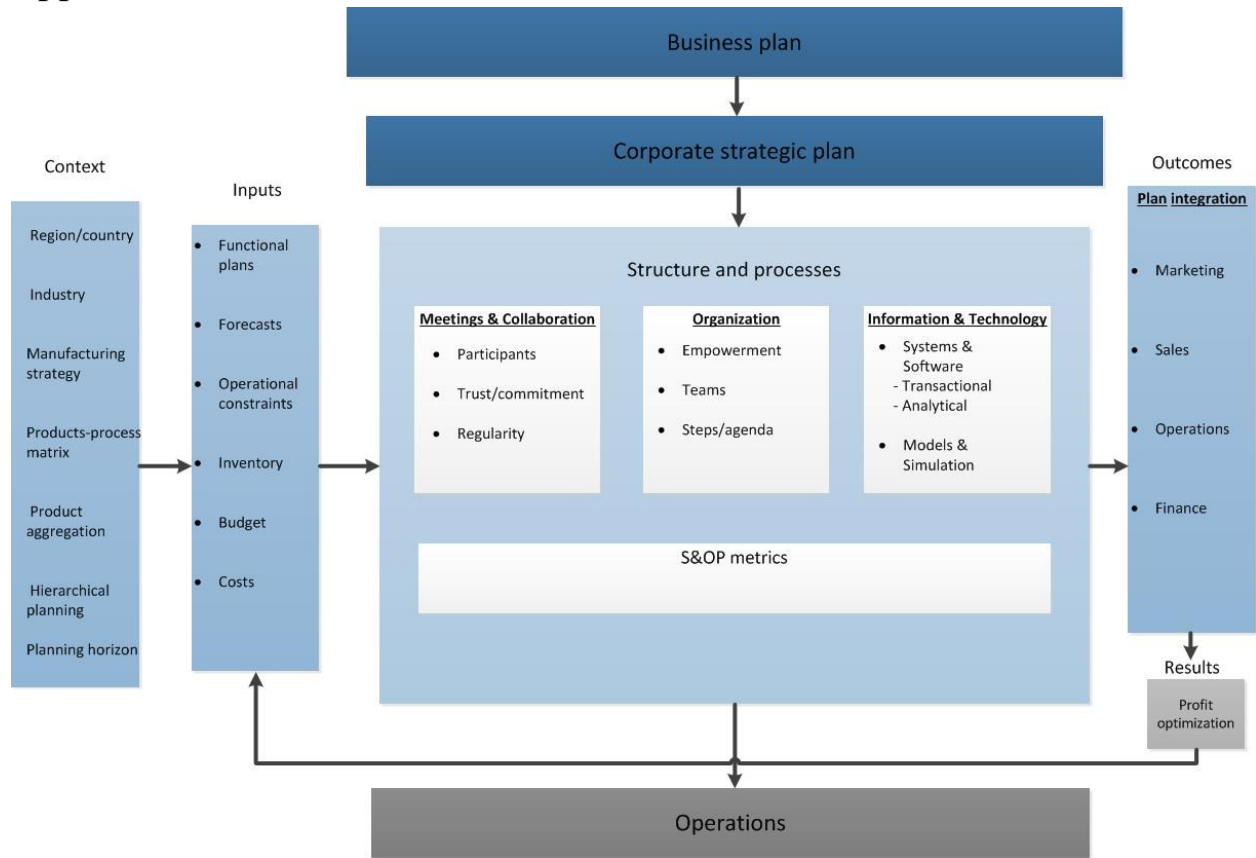 Business plan
Corporate strategic plan
Context
Region/country
Industry
Manufacturing
strategy
Products-process
matrix
Product
aggregation
Hierarchical
planning
Planning horizon
Inputs
• Functional
plans
• Forecasts
• Operational
constraints
• Inventory
• Budget
• Costs
Structure and processes
Meetings & Collaboration
• Participants
• Trust/commitment
• Regularity
Organization
• Empowerment
• Teams
• Steps/agenda
Information & Technology
• Systems &
Software
- Transactional
- Analytical
• Models &
Simulation
S&OP metrics
Outcomes
Plan integration
• Marketing
• Sales
• Operations
• Finance
Results
Profit
optimization
Operations